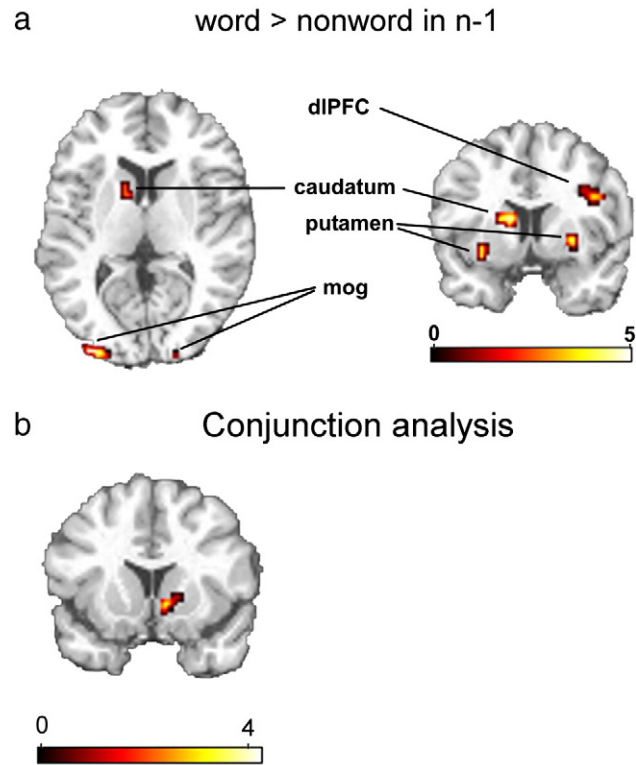 a
word > nonword in n-1
dlPFC
caudatum
putamen
mog
0 5
b
Conjunction analysis
0 4